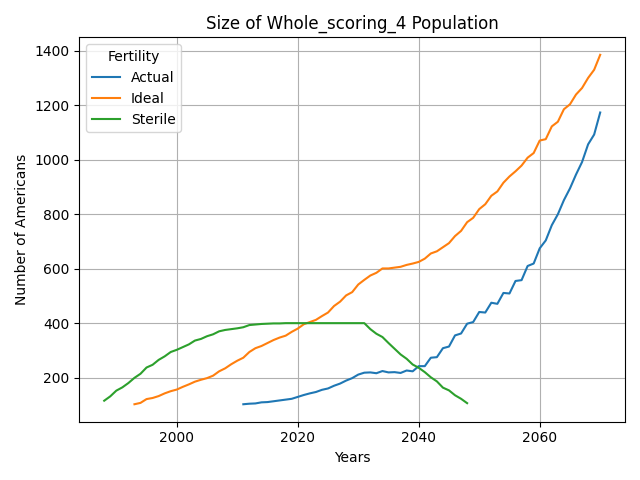 Size of Whole_scoring_4 Population
Fertility
Actual
Ideal
Sterile
1400
1200
1000
800
600
400
200
Number of Americans
2000
2020
2040
2060
Years